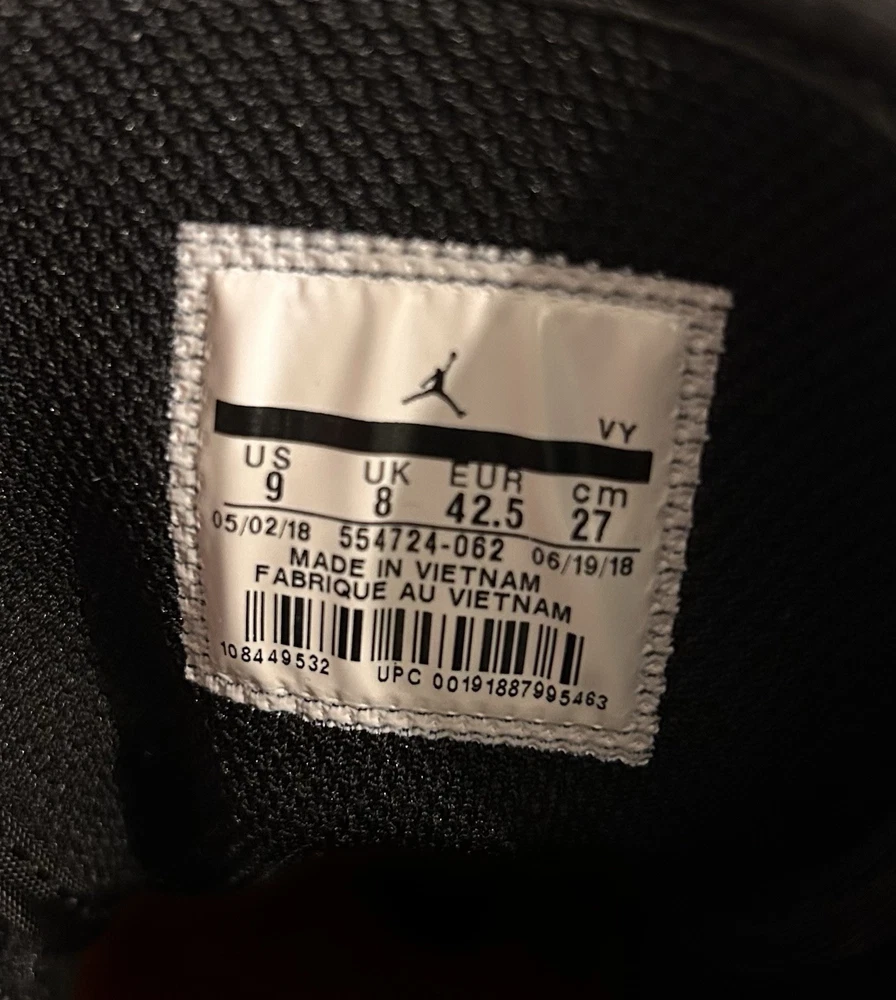 VY
US UK EUR cm
9 8 42.5 27
05/02/18 554724-062 06/19/18
MADE IN VIETNAM
FABRIQUE AU VIETNAM
108449532 UPC 00191887995463